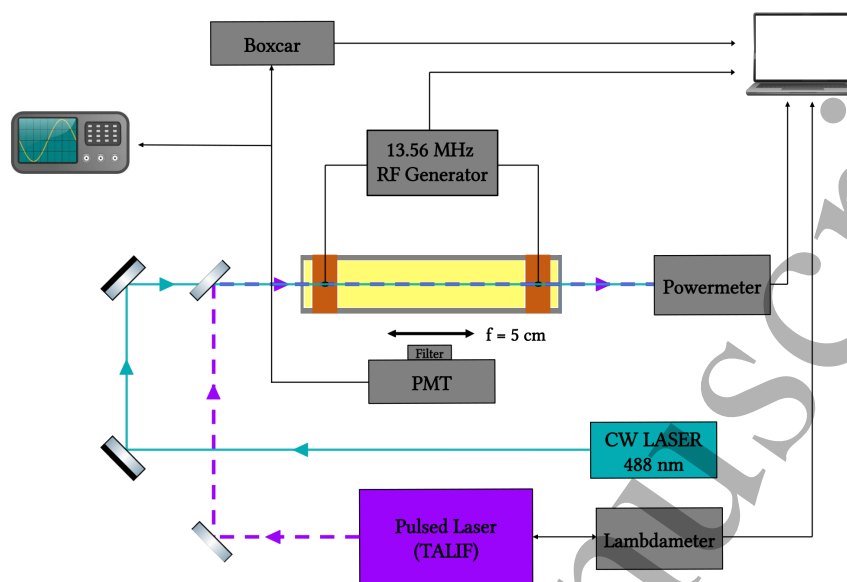 Boxcar
13.56 MHz
RF Generator
Powermeter
f = 5 cm
Filter
PMT
CW LASER
488 nm
Pulsed Laser
(TALIF)
Lambdameter